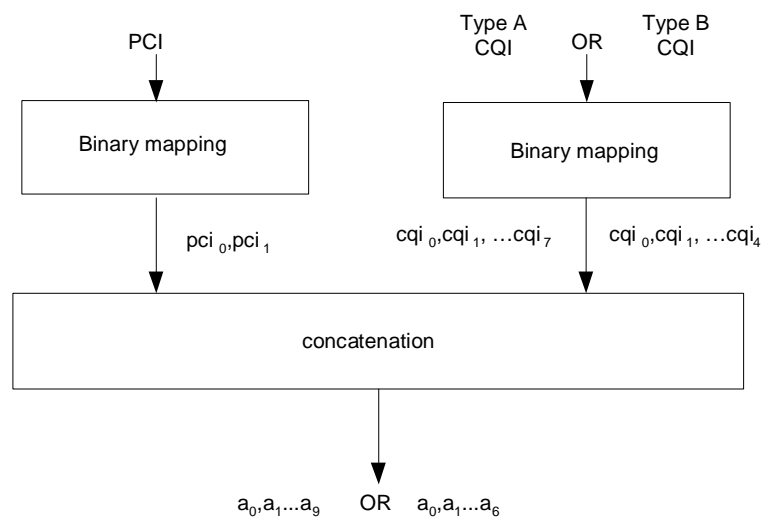 PCI
Type A CQI OR Type B CQI
Binary mapping
Binary mapping
pci₀,pci₁
cqi₀,cqi₁, …cqi₇
cqi₀,cqi₁, …cqi₄
concatenation
a₀,a₁...a₉ OR a₀,a₁...a₆